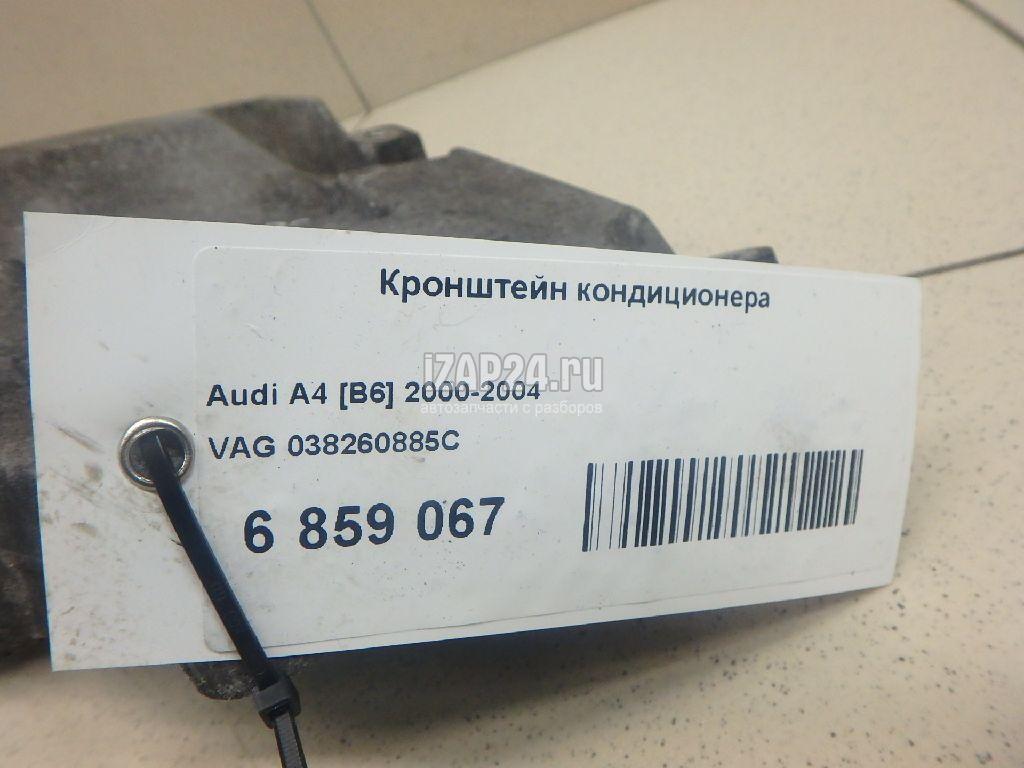 Кронштейн кондиционера
iZAP24.ru
Audi A4 [B6] 2000-2004
автозапчасти с разборов
VAG 038260885C
6 859 067